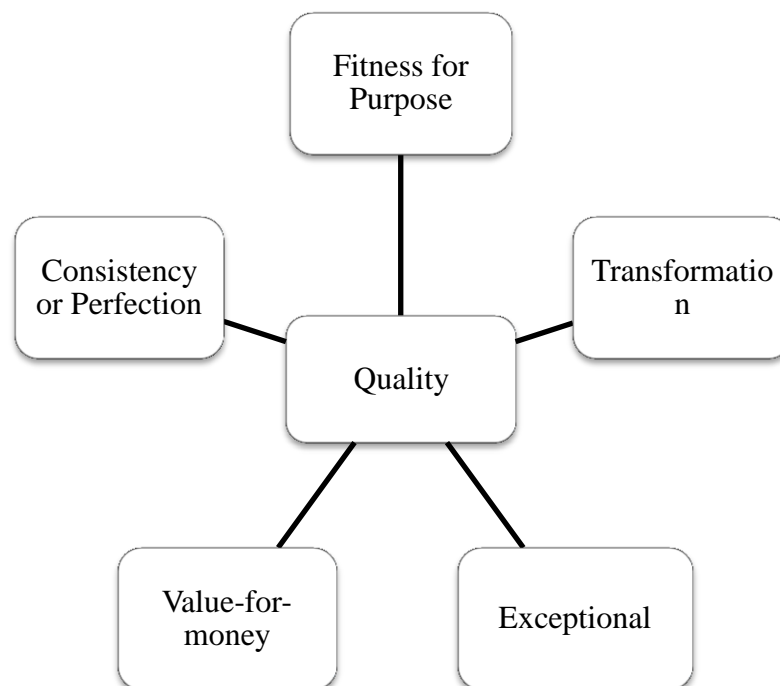 Fitness for
Purpose
Consistency
or Perfection
Transformatio
n
Quality
Value-for-
money
Exceptional